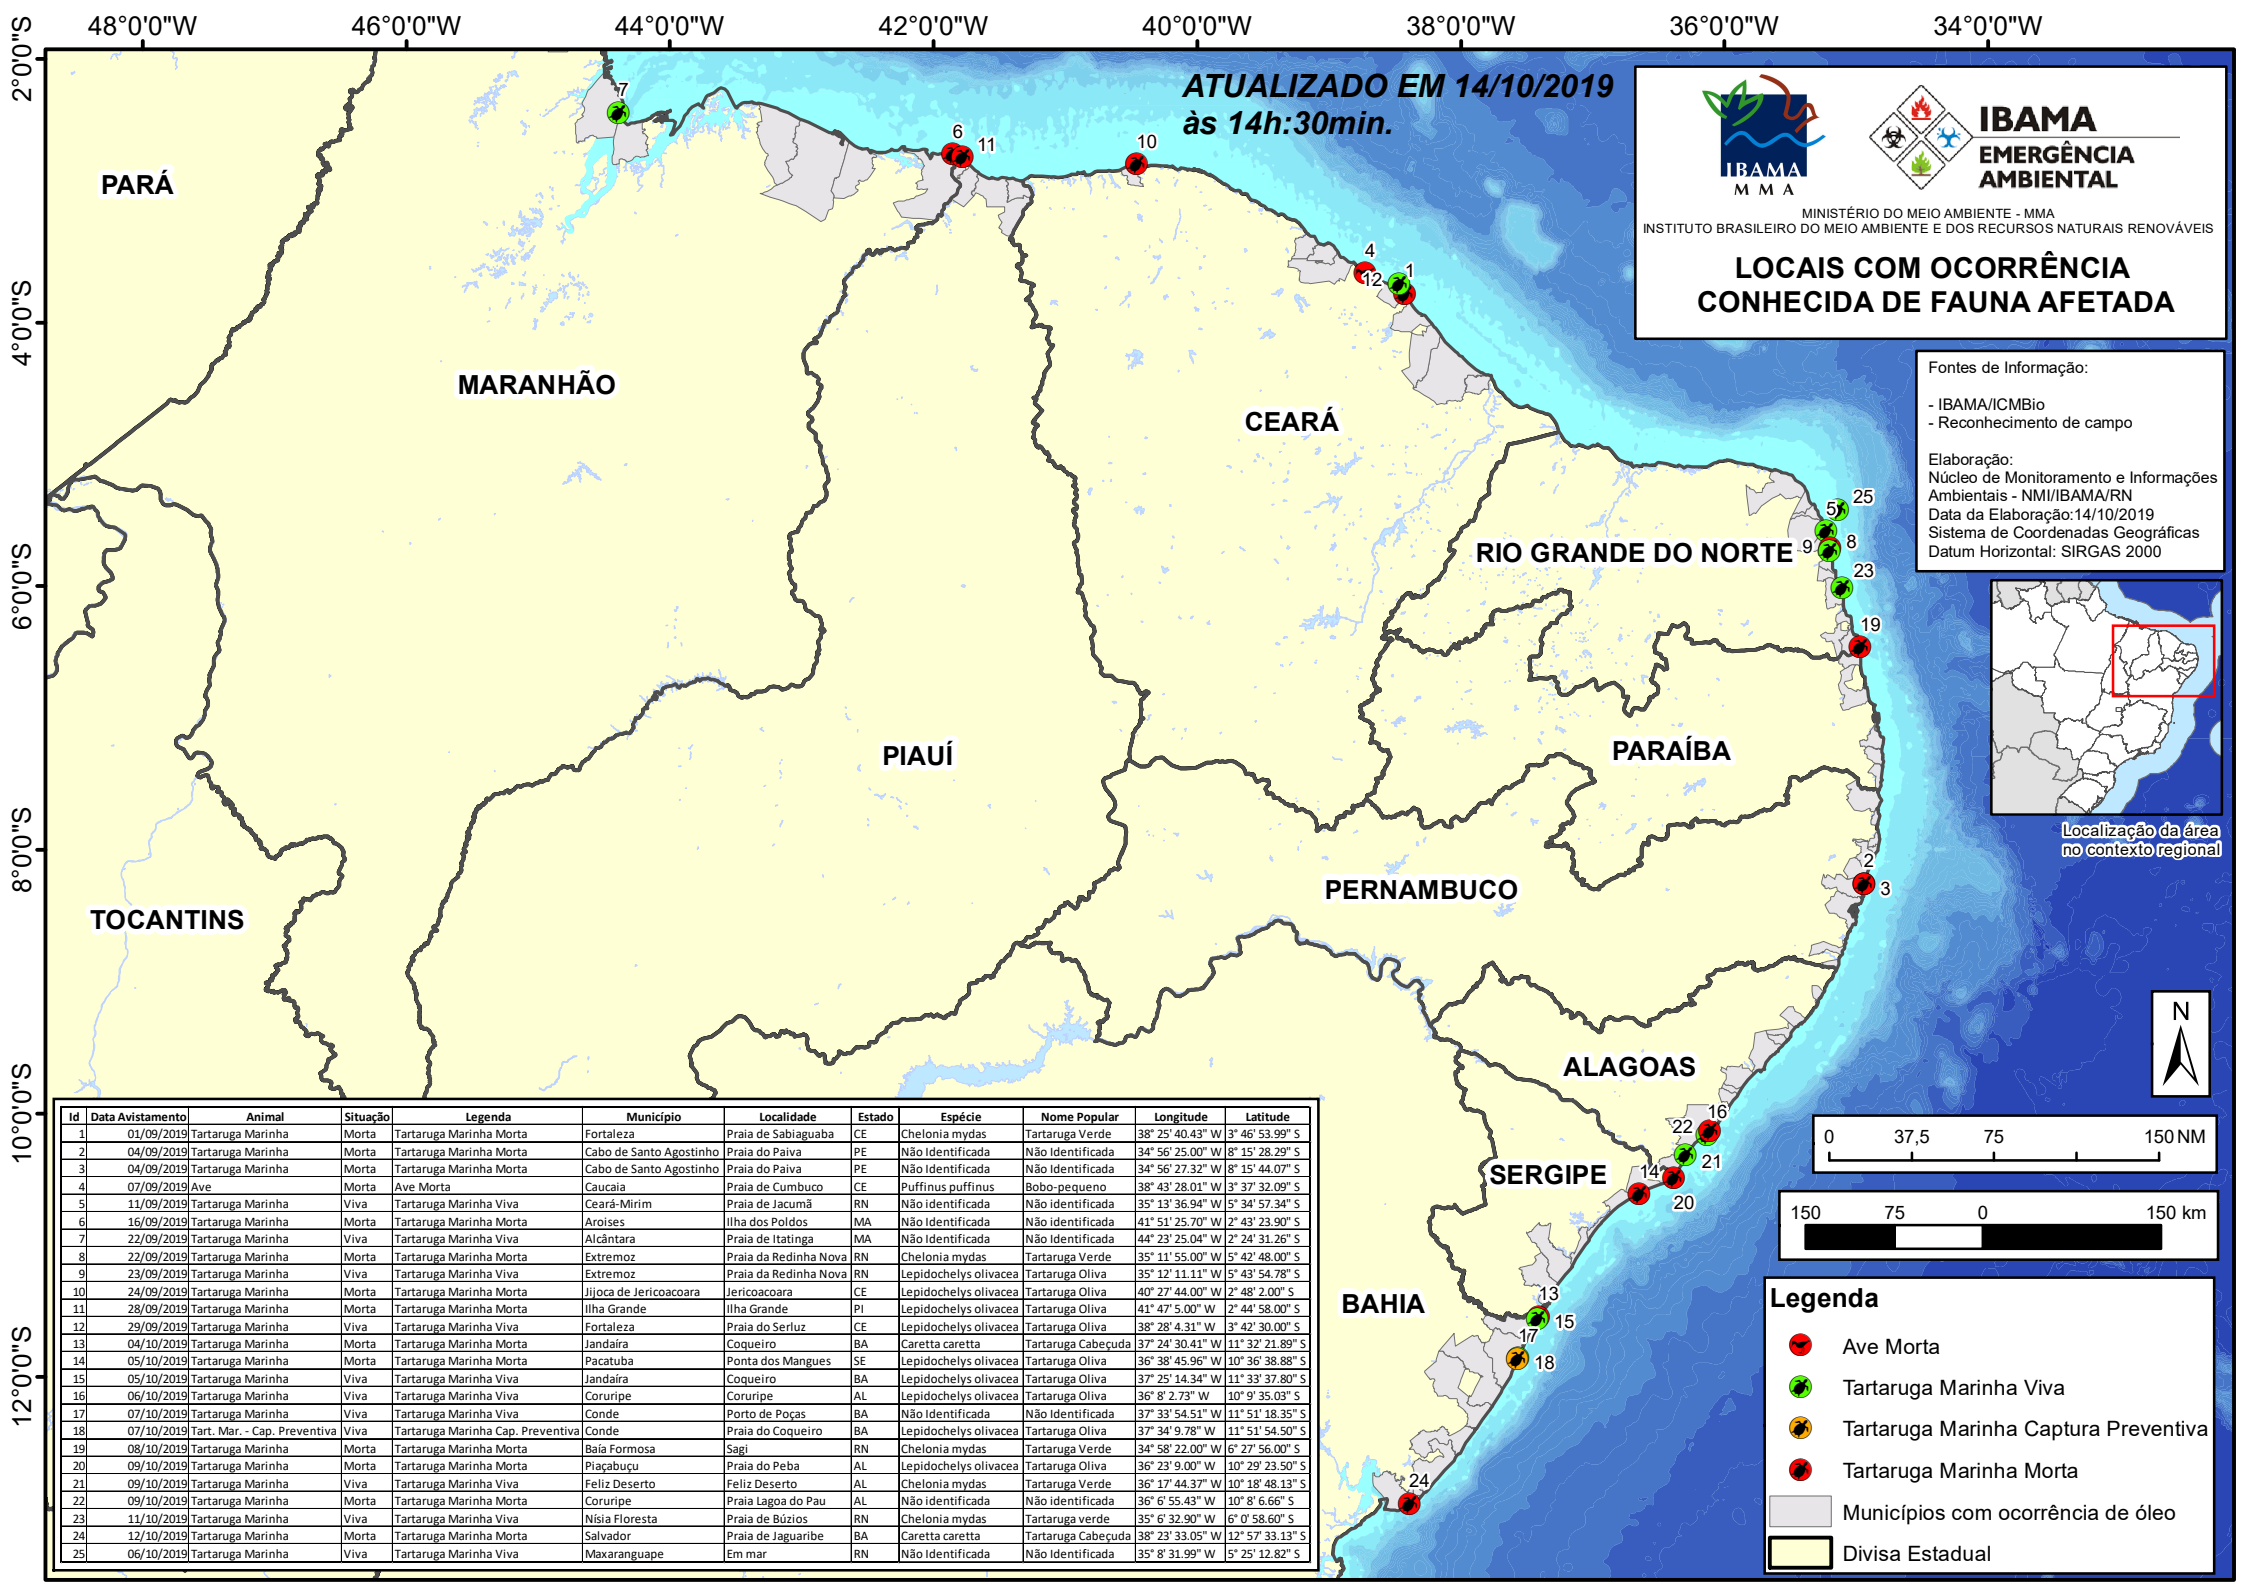 48°0'0"W 46°0'0"W 44°0'0"W 42°0'0"W 40°0'0"W 38°0'0"W 36°0'0"W 34°0'0"W
2°0'0"S
4°0'0"S
6°0'0"S
8°0'0"S
10°0'0"S
12°0'0"S
ATUALIZADO EM 14/10/2019
às 14h:30min.
IBAMA
M M A
IBAMA
EMERGÊNCIA
AMBIENTAL
MINISTÉRIO DO MEIO AMBIENTE - MMA
INSTITUTO BRASILEIRO DO MEIO AMBIENTE E DOS RECURSOS NATURAIS RENOVÁVEIS
LOCAIS COM OCORRÊNCIA
CONHECIDA DE FAUNA AFETADA
Fontes de Informação:
- IBAMA/ICMBio
- Reconhecimento de campo
Elaboração:
Núcleo de Monitoramento e Informações
Ambientais - NMI/IBAMA/RN
Data da Elaboração:14/10/2019
Sistema de Coordenadas Geográficas
Datum Horizontal: SIRGAS 2000
Localização da área
no contexto regional
PARÁ
MARANHÃO
CEARÁ
RIO GRANDE DO NORTE
PARAÍBA
PIAUÍ
PERNAMBUCO
TOCANTINS
ALAGOAS
SERGIPE
BAHIA
7
6
11
10
4
12
1
25
5
9
8
23
19
2
3
16
22
21
14
20
13
15
17
18
24
N
0 37,5 75 150 NM
150 75 0 150 km
Legenda
Ave Morta
Tartaruga Marinha Viva
Tartaruga Marinha Captura Preventiva
Tartaruga Marinha Morta
Municípios com ocorrência de óleo
Divisa Estadual
Id Data Avistamento Animal Situação Legenda Município Localidade Estado Espécie Nome Popular Longitude Latitude
1 01/09/2019 Tartaruga Marinha Morta Tartaruga Marinha Morta Fortaleza Praia de Sabiaguaba CE Chelonia mydas Tartaruga Verde 38° 25' 40.43" W 3° 46' 53.99" S
2 04/09/2019 Tartaruga Marinha Morta Tartaruga Marinha Morta Cabo de Santo Agostinho Praia do Paiva PE Não Identificada Não Identificada 34° 56' 25.00" W 8° 15' 28.29" S
3 04/09/2019 Tartaruga Marinha Morta Tartaruga Marinha Morta Cabo de Santo Agostinho Praia do Paiva PE Não Identificada Não Identificada 34° 56' 27.32" W 8° 15' 44.07" S
4 07/09/2019 Ave Morta Ave Morta Caucaia Praia de Cumbuco CE Puffinus puffinus Bobo-pequeno 38° 43' 28.01" W 3° 37' 32.09" S
5 11/09/2019 Tartaruga Marinha Viva Tartaruga Marinha Viva Ceará-Mirim Praia de Jacumã RN Não identificada Não identificada 35° 13' 36.94" W 5° 34' 57.34" S
6 16/09/2019 Tartaruga Marinha Morta Tartaruga Marinha Morta Aroises Ilha dos Poldos MA Não Identificada Não Identificada 41° 51' 25.70" W 2° 43' 23.90" S
7 22/09/2019 Tartaruga Marinha Viva Tartaruga Marinha Viva Alcântara Praia de Itatinga MA Não Identificada Não Identificada 44° 23' 25.04" W 2° 24' 31.26" S
8 22/09/2019 Tartaruga Marinha Morta Tartaruga Marinha Morta Extremoz Praia da Redinha Nova RN Chelonia mydas Tartaruga Verde 35° 11' 55.00" W 5° 42' 48.00" S
9 23/09/2019 Tartaruga Marinha Viva Tartaruga Marinha Viva Extremoz Praia da Redinha Nova RN Lepidochelys olivacea Tartaruga Oliva 35° 12' 11.11" W 5° 43' 54.78" S
10 24/09/2019 Tartaruga Marinha Morta Tartaruga Marinha Morta Jijoca de Jericoacoara Jericoacoara CE Lepidochelys olivacea Tartaruga Oliva 40° 27' 44.00" W 2° 48' 2.00" S
11 28/09/2019 Tartaruga Marinha Morta Tartaruga Marinha Morta Ilha Grande Ilha Grande PI Lepidochelys olivacea Tartaruga Oliva 41° 47' 5.00" W 2° 44' 58.00" S
12 29/09/2019 Tartaruga Marinha Viva Tartaruga Marinha Viva Fortaleza Praia do Serluz CE Lepidochelys olivacea Tartaruga Oliva 38° 28' 4.31" W 3° 42' 30.00" S
13 04/10/2019 Tartaruga Marinha Morta Tartaruga Marinha Morta Jandaíra Coqueiro BA Caretta caretta Tartaruga Cabeçuda 37° 24' 30.41" W 11° 32' 21.89" S
14 05/10/2019 Tartaruga Marinha Morta Tartaruga Marinha Morta Pacatuba Ponta dos Mangues SE Lepidochelys olivacea Tartaruga Oliva 36° 38' 45.96" W 10° 36' 38.88" S
15 05/10/2019 Tartaruga Marinha Viva Tartaruga Marinha Viva Jandaíra Coqueiro BA Lepidochelys olivacea Tartaruga Oliva 37° 25' 14.34" W 11° 33' 37.80" S
16 06/10/2019 Tartaruga Marinha Viva Tartaruga Marinha Viva Coruripe Coruripe AL Lepidochelys olivacea Tartaruga Oliva 36° 8' 2.73" W 10° 9' 35.03" S
17 07/10/2019 Tartaruga Marinha Viva Tartaruga Marinha Viva Conde Porto de Poças BA Não Identificada Não Identificada 37° 33' 54.51" W 11° 51' 18.35" S
18 07/10/2019 Tart. Mar. - Cap. Preventiva Viva Tartaruga Marinha Cap. Preventiva Conde Praia do Coqueiro BA Lepidochelys olivacea Tartaruga Oliva 37° 34' 9.78" W 11° 51' 54.50" S
19 08/10/2019 Tartaruga Marinha Morta Tartaruga Marinha Morta Baía Formosa Sagi RN Chelonia mydas Tartaruga Verde 34° 58' 22.00" W 6° 27' 56.00" S
20 09/10/2019 Tartaruga Marinha Morta Tartaruga Marinha Morta Piaçabuçu Praia do Peba AL Lepidochelys olivacea Tartaruga Oliva 36° 23' 9.00" W 10° 29' 23.50" S
21 09/10/2019 Tartaruga Marinha Viva Tartaruga Marinha Viva Feliz Deserto Feliz Deserto AL Chelonia mydas Tartaruga Verde 36° 17' 44.37" W 10° 18' 48.13" S
22 09/10/2019 Tartaruga Marinha Morta Tartaruga Marinha Morta Coruripe Praia Lagoa do Pau AL Não identificada Não identificada 36° 6' 55.43" W 10° 8' 6.66" S
23 11/10/2019 Tartaruga Marinha Viva Tartaruga Marinha Viva Nísia Floresta Praia de Búzios RN Chelonia mydas Tartaruga verde 35° 6' 32.90" W 6° 0' 58.60" S
24 12/10/2019 Tartaruga Marinha Morta Tartaruga Marinha Morta Salvador Praia de Jaguaribe BA Caretta caretta Tartaruga Cabeçuda 38° 23' 33.05" W 12° 57' 33.13" S
25 06/10/2019 Tartaruga Marinha Viva Tartaruga Marinha Viva Maxaranguape Em mar RN Não Identificada Não Identificada 35° 8' 31.99" W 5° 25' 12.82" S